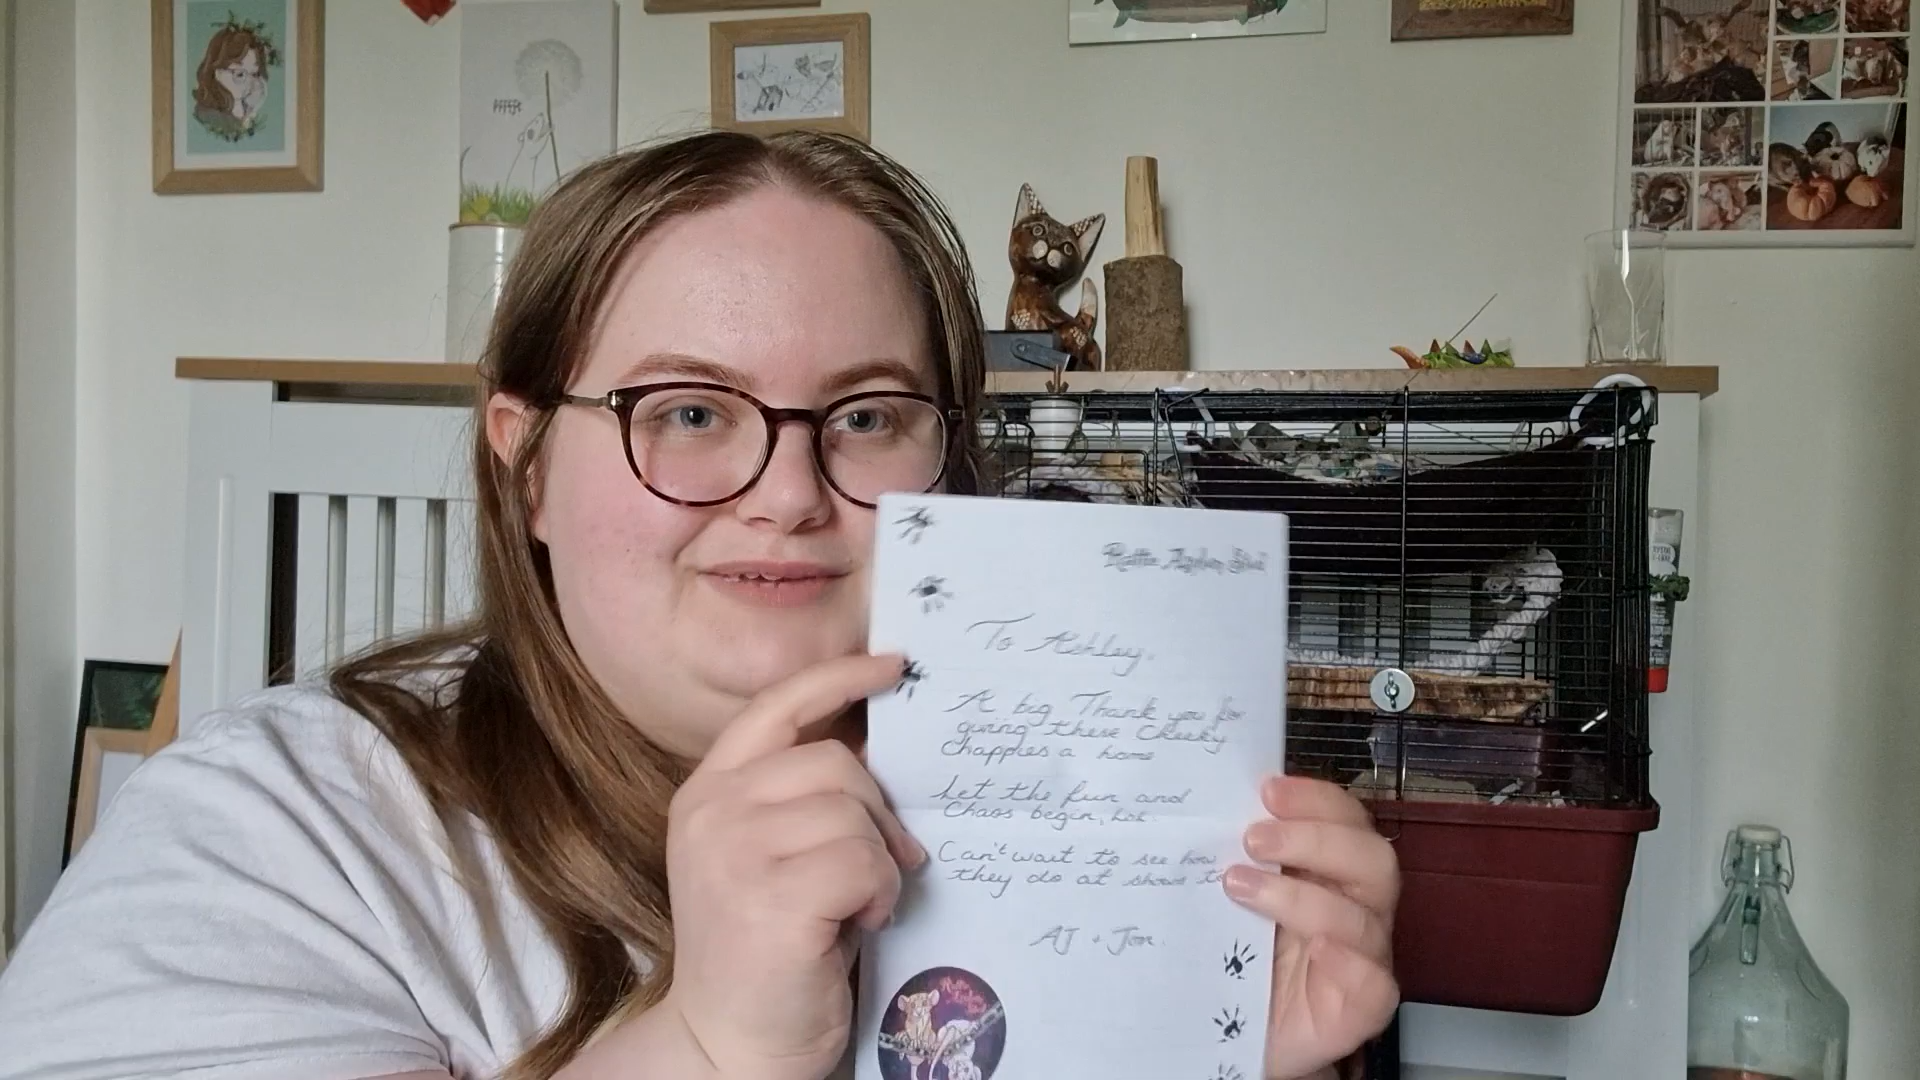 To Ashley,
A big Thank you for
giving these Cheeky
Chappies a home
Let the fun and
Chaos begin, Lol.
Can't wait to see how
they do at shows
AJ + Jon.